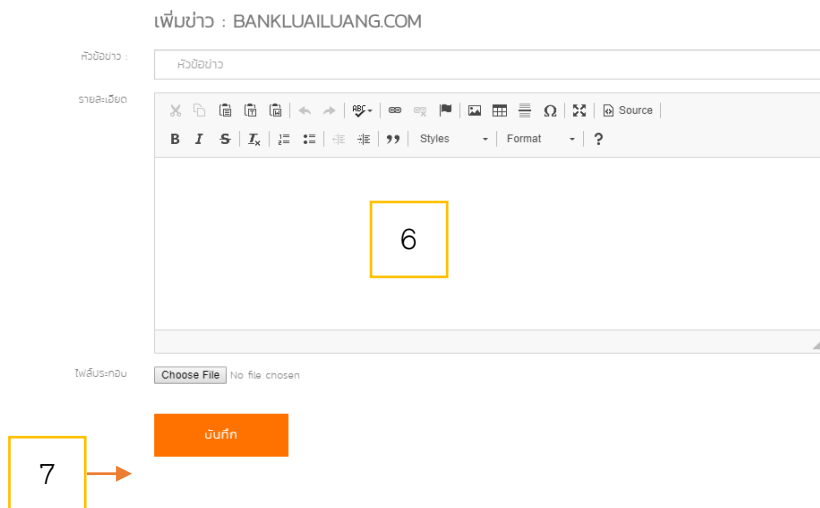 เพิ่มข่าว : BANKLUAILUANG.COM
หัวข้อข่าว :
หัวข้อข่าว
รายละเอียด
ABC
Ω
Source
B I S Ix
Styles
Format
?
6
ไฟล์ประกอบ
Choose File No file chosen
บันทึก
7